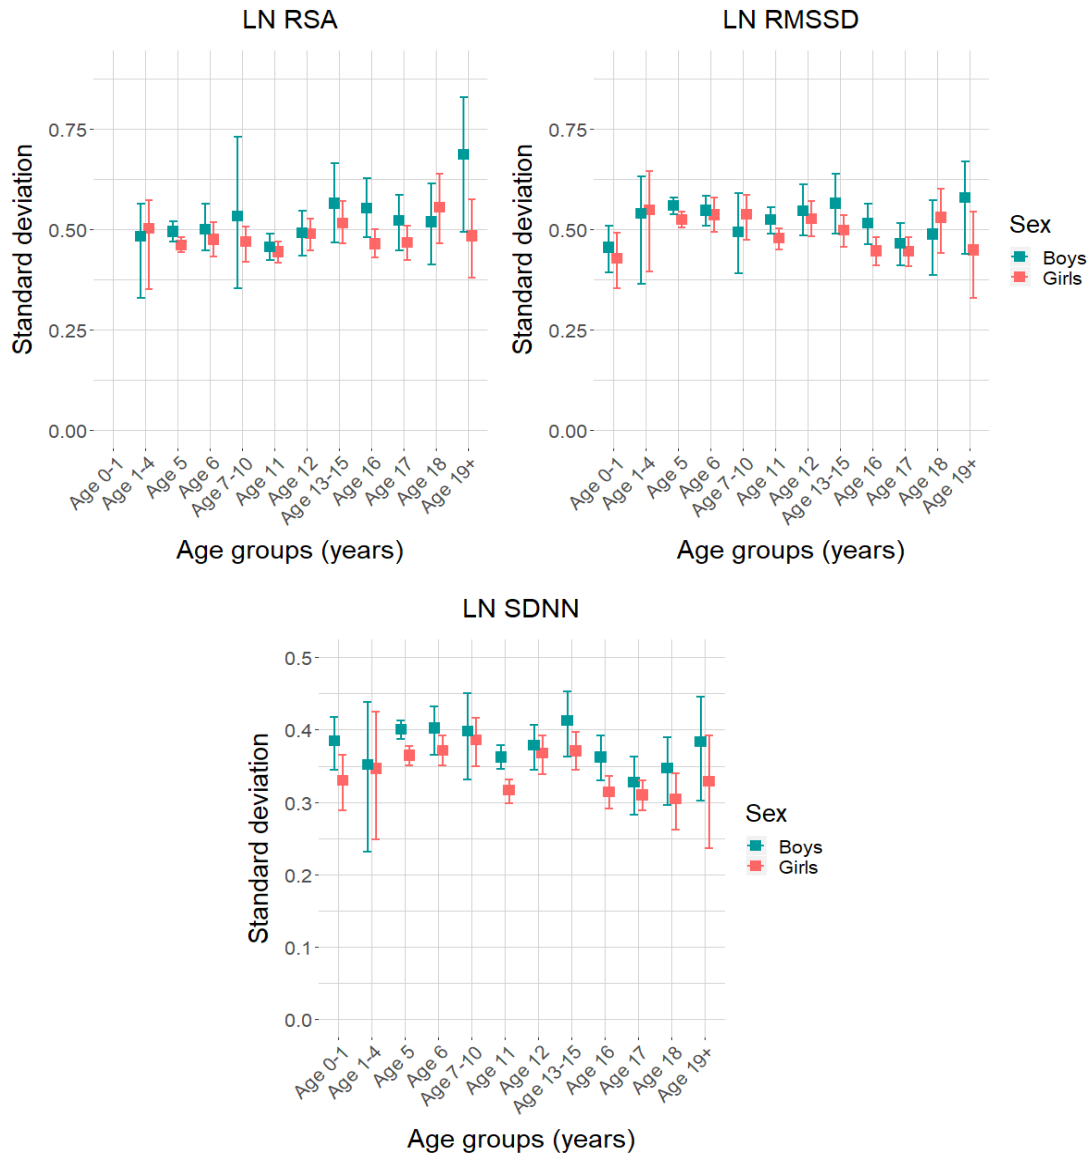 LN RSA
Standard deviation
0.75
0.50
0.25
0.00
Age 0-1
Age 1-4
Age 5
Age 6
Age 7-10
Age 11
Age 12
Age 13-15
Age 16
Age 17
Age 18
Age 19+
Age groups (years)
LN RMSSD
Standard deviation
0.75
0.50
0.25
0.00
Age 0-1
Age 1-4
Age 5
Age 6
Age 7-10
Age 11
Age 12
Age 13-15
Age 16
Age 17
Age 18
Age 19+
Age groups (years)
Sex
Boys
Girls
LN SDNN
Standard deviation
0.5
0.4
0.3
0.2
0.1
0.0
Age 0-1
Age 1-4
Age 5
Age 6
Age 7-10
Age 11
Age 12
Age 13-15
Age 16
Age 17
Age 18
Age 19+
Age groups (years)
Sex
Boys
Girls